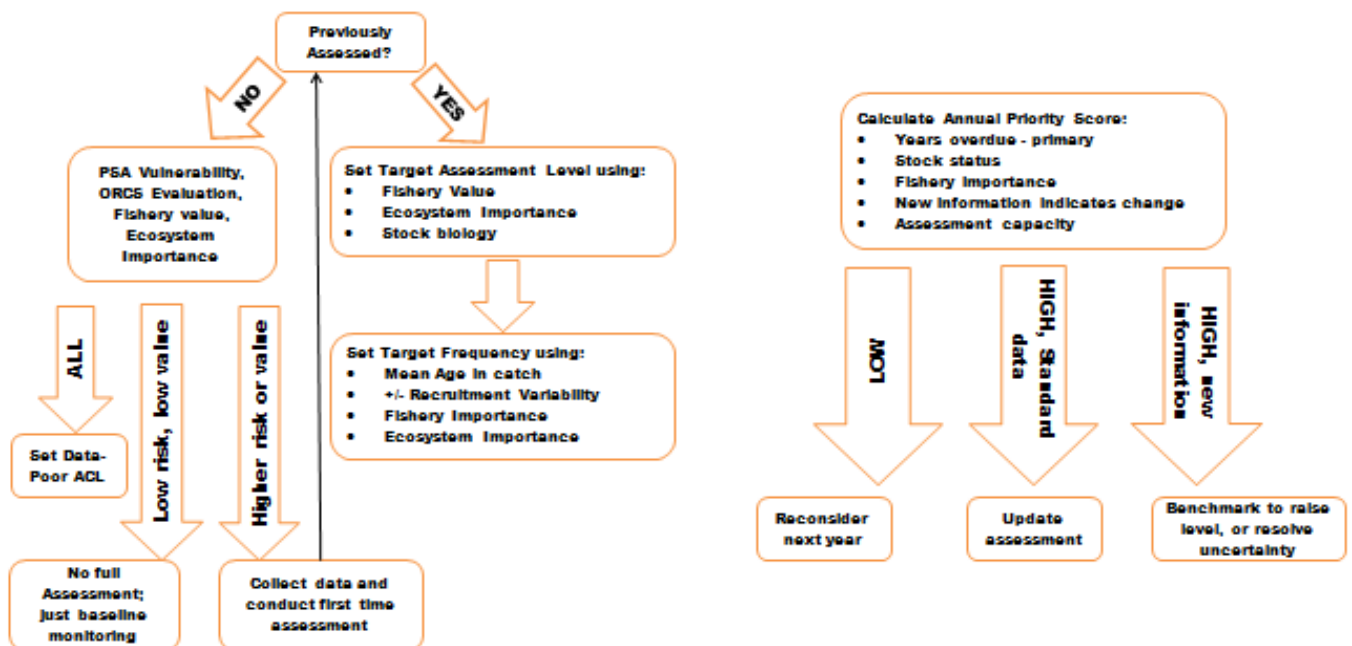 Previously
Assessed?
NO
YES
PSA Vulnerability,
ORCS Evaluation,
Fishery value,
Ecosystem
Importance
Set Target Assessment Level using:
• Fishery Value
• Ecosystem Importance
• Stock biology
Set Target Frequency using:
• Mean Age in catch
• +/- Recruitment Variability
• Fishery Importance
• Ecosystem Importance
ALL
Low risk, low value
Higher risk or value
Set Data-
Poor ACL
No full
Assessment;
just baseline
monitoring
Collect data and
conduct first time
assessment
Calculate Annual Priority Score:
• Years overdue - primary
• Stock status
• Fishery Importance
• New information indicates change
• Assessment capacity
LOW
HIGH, Standard
data
HIGH, new
information
Reconsider
next year
Update
assessment
Benchmark to raise
level, or resolve
uncertainty